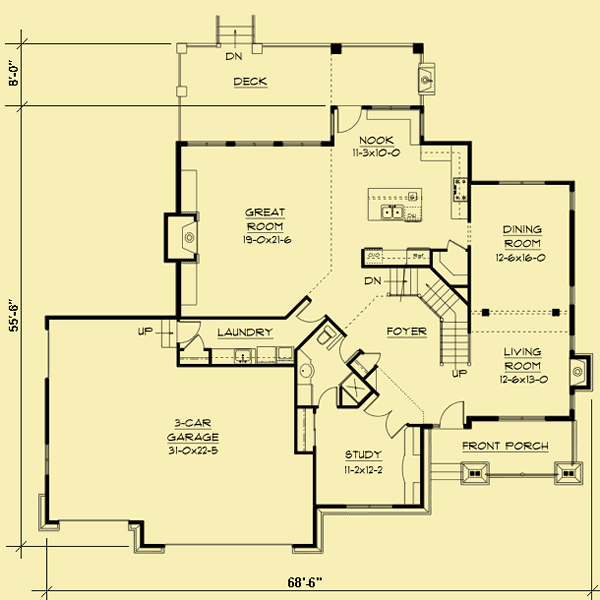 DN
DECK
8'-0"
NOOK
11-3x10-0
GREAT
ROOM
19-0x21-6
DN
DINING
ROOM
12-6x16-0
Ref.
DN
55'-6"
UP
LAUNDRY
FOYER
LIVING
ROOM
12-6x13-0
UP
3-CAR
GARAGE
31-0x22-5
STUDY
11-2x12-2
FRONT PORCH
68'-6"